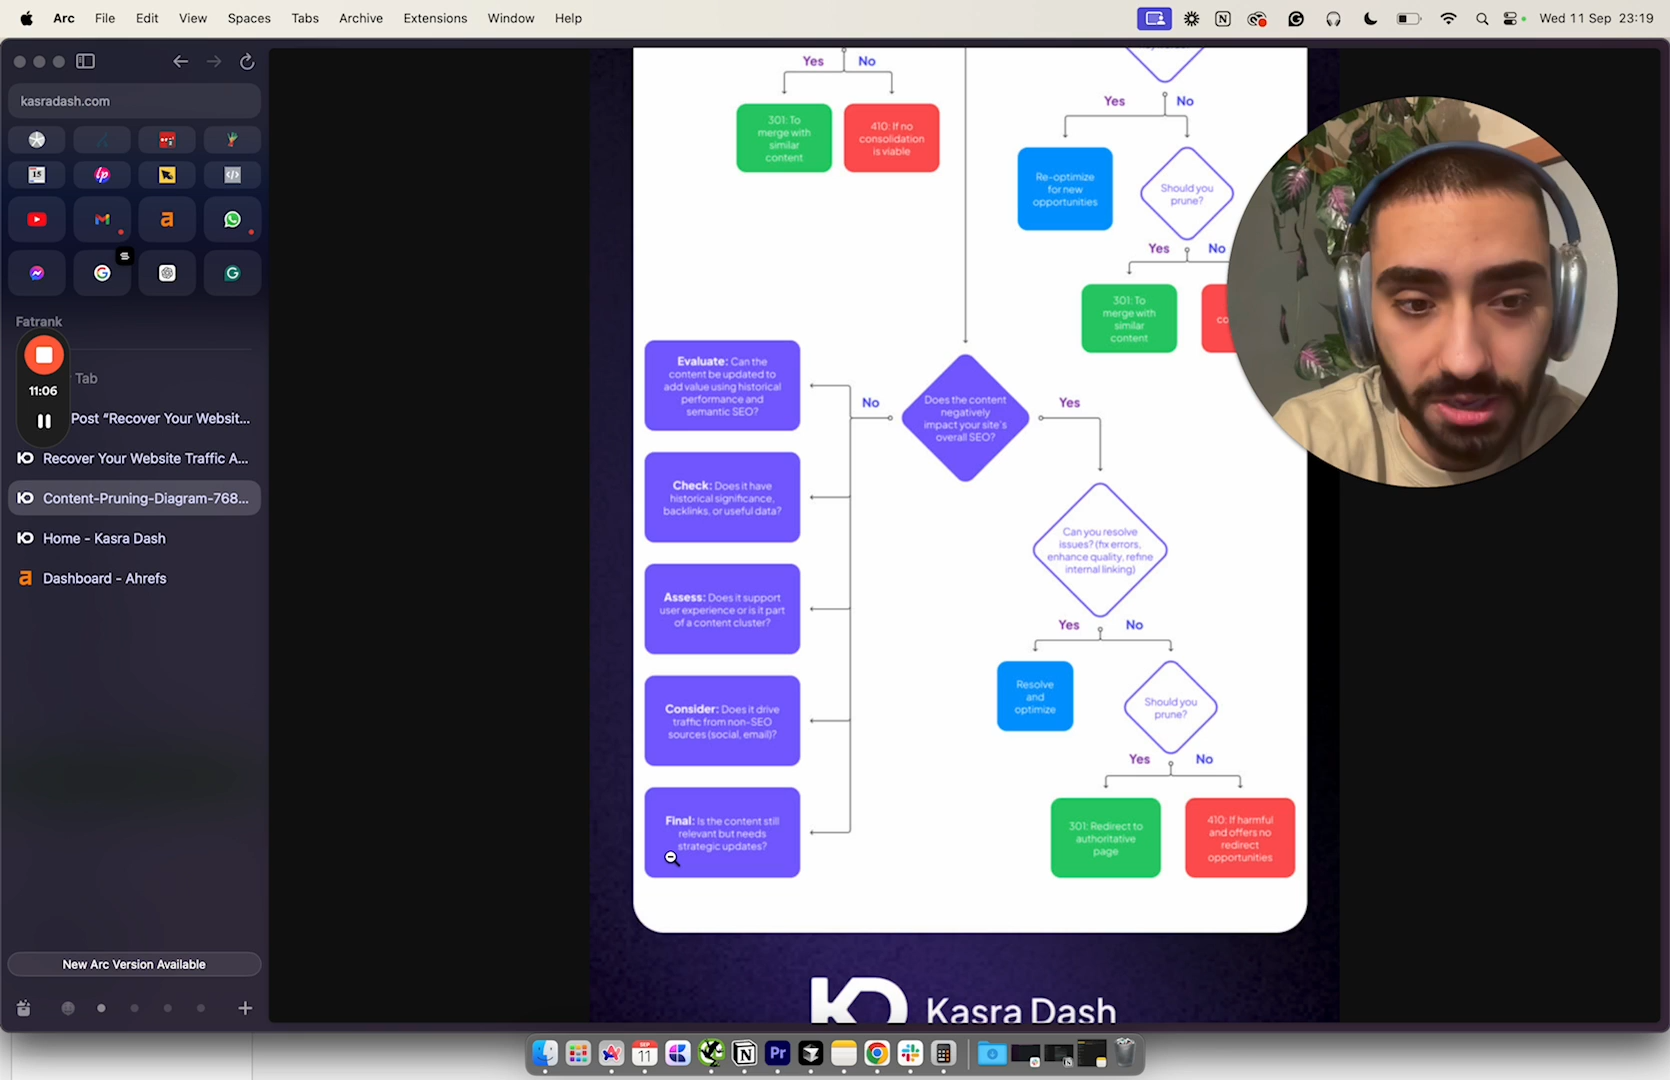 Arc File Edit View Spaces Tabs Archive Extensions Window Help
Wed 11 Sep 23:19
kasradash.com
15
Fatrank
11:06
Tab
Post “Recover Your Websit...
Recover Your Website Traffic A...
Content-Pruning-Diagram-768...
Home - Kasra Dash
Dashboard - Ahrefs
New Arc Version Available
Yes No
301: To
merge with
similar
content
410: If no
consolidation
is viable
Yes No
Re-optimize
for new
opportunities
Should you
prune?
Yes No
301: To
merge with
similar
content
co
Evaluate: Can the
content be updated to
add value using historical
performance and
semantic SEO?
Check: Does it have
historical significance,
backlinks, or useful data?
Assess: Does it support
user experience or is it part
of a content cluster?
Consider: Does it drive
traffic from non-SEO
sources (social, email)?
Final: Is the content still
relevant but needs
strategic updates?
No
Does the content
negatively
impact your site's
overall SEO?
Yes
Can you resolve
issues? (fix errors,
enhance quality, refine
internal linking)
Yes No
Resolve
and
optimize
Should you
prune?
Yes No
301: Redirect to
authoritative
page
410: If harmful
and offers no
redirect
opportunities
KD Kasra Dash
SEP
11
Pr